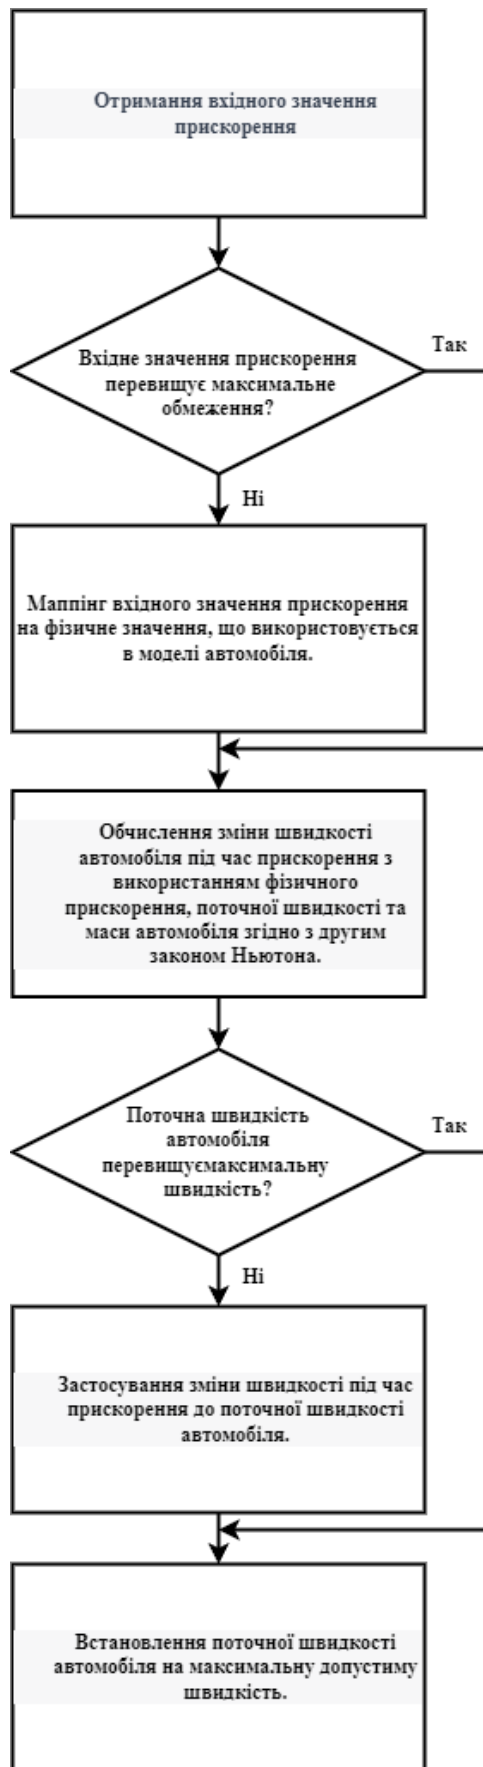 Отримання вхідного значення
прискорення
Вхідне значення прискорення
перевищує максимальне
обмеження?
Так
Ні
Маппінг вхідного значення прискорення
на фізичне значення, що використовується
в моделі автомобіля.
Обчислення зміни швидкості
автомобіля під час прискорення з
використанням фізичного
прискорення, поточної швидкості та
маси автомобіля згідно з другим
законом Ньютона.
Поточна швидкість
автомобіля
перевищуємаксимальну
швидкість?
Так
Ні
Застосування зміни швидкості під час
прискорення до поточної швидкості
автомобіля.
Встановлення поточної швидкості
автомобіля на максимальну допустиму
швидкість.